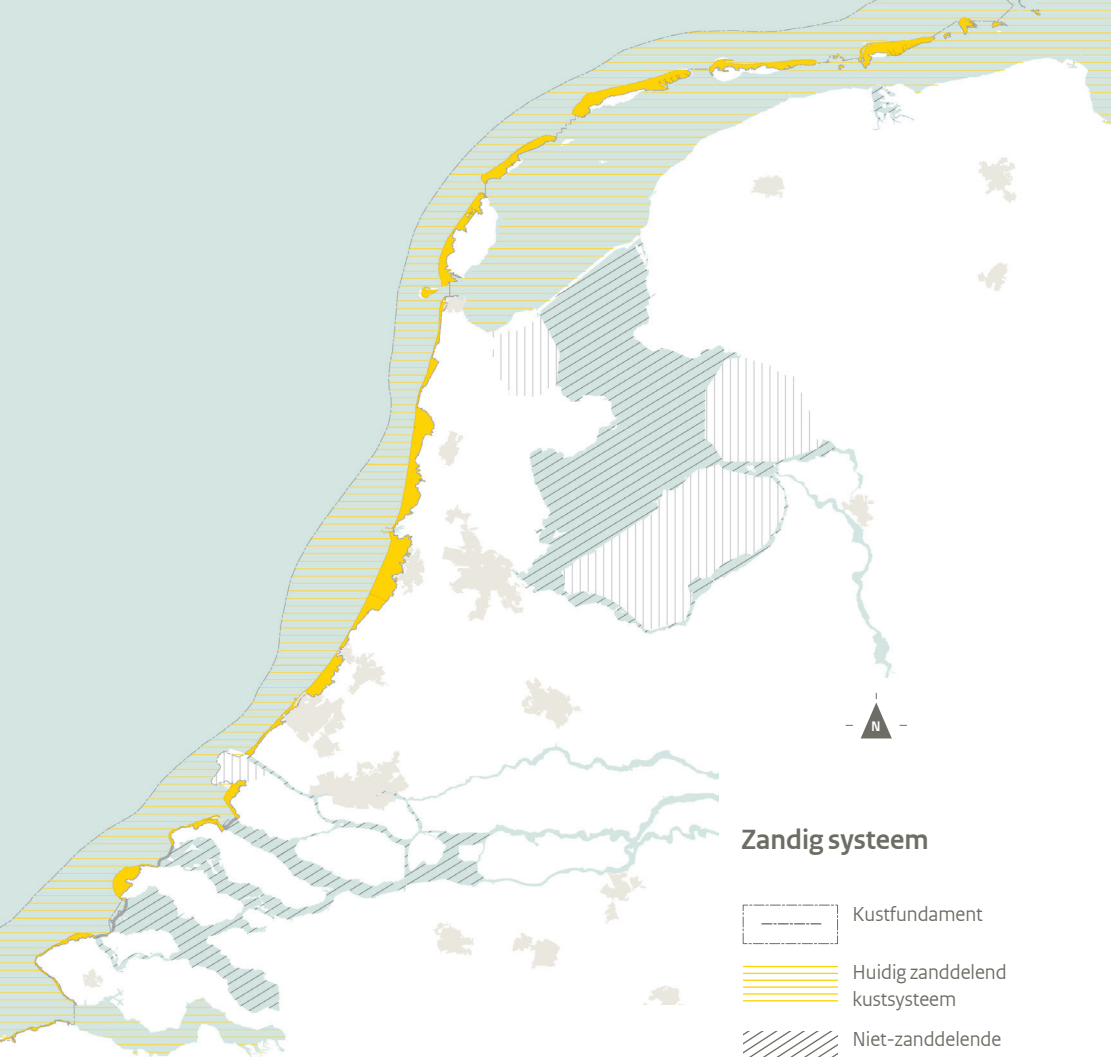 N
Zandig systeem
Kustfundament
Huidig zanddelend
kustsysteem
Niet-zanddelende